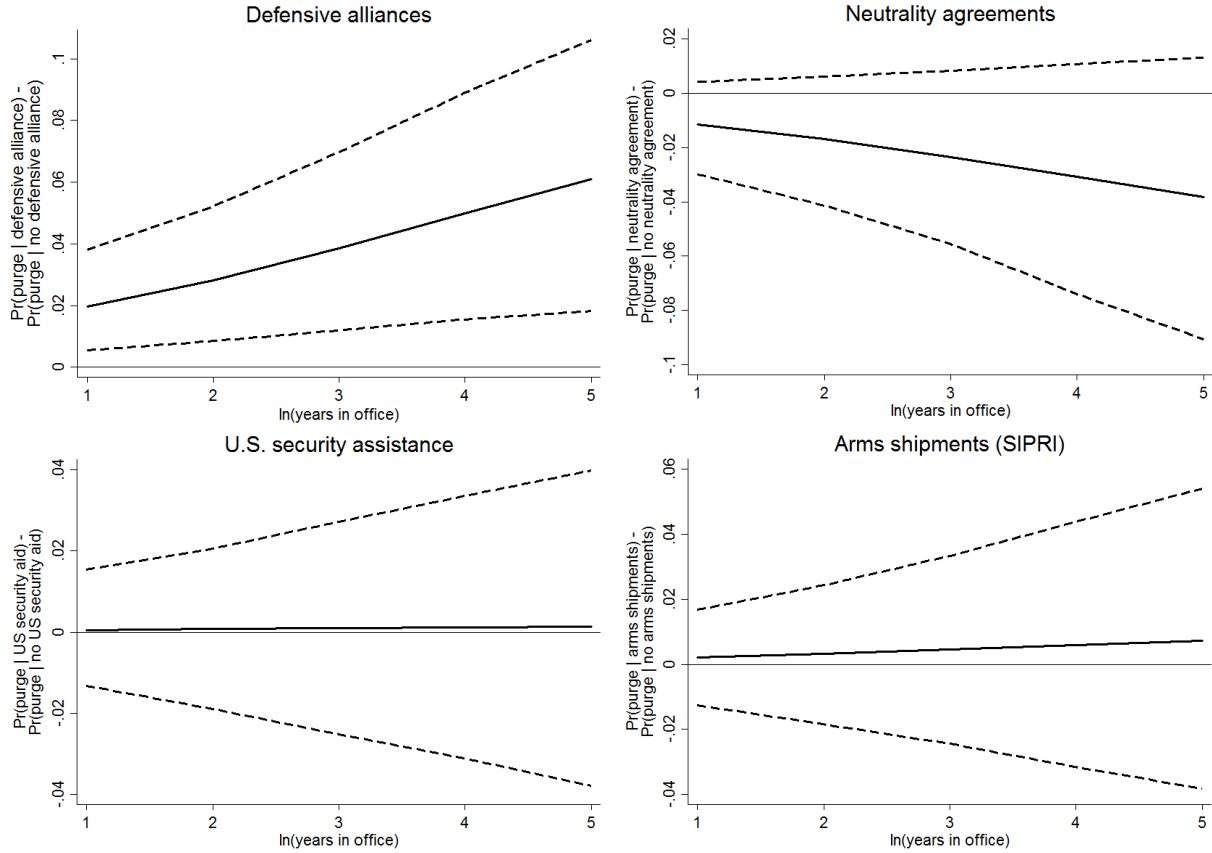 Defensive alliances
Pr(purge | defensive alliance) -
Pr(purge | no defensive alliance)
.1
.08
.06
.04
.02
0
1 2 3 4 5
ln(years in office)
Neutrality agreements
Pr(purge | neutrality agreement) -
Pr(purge | no neutrality agreement)
.02
0
-.02
-.04
-.06
-.08
-.1
1 2 3 4 5
ln(years in office)
U.S. security assistance
Pr(purge | US security aid) -
Pr(purge | no US security aid)
.04
.02
0
-.02
-.04
1 2 3 4 5
ln(years in office)
Arms shipments (SIPRI)
Pr(purge | arms shipments) -
Pr(purge | no arms shipments)
.06
.04
.02
0
-.02
-.04
1 2 3 4 5
ln(years in office)